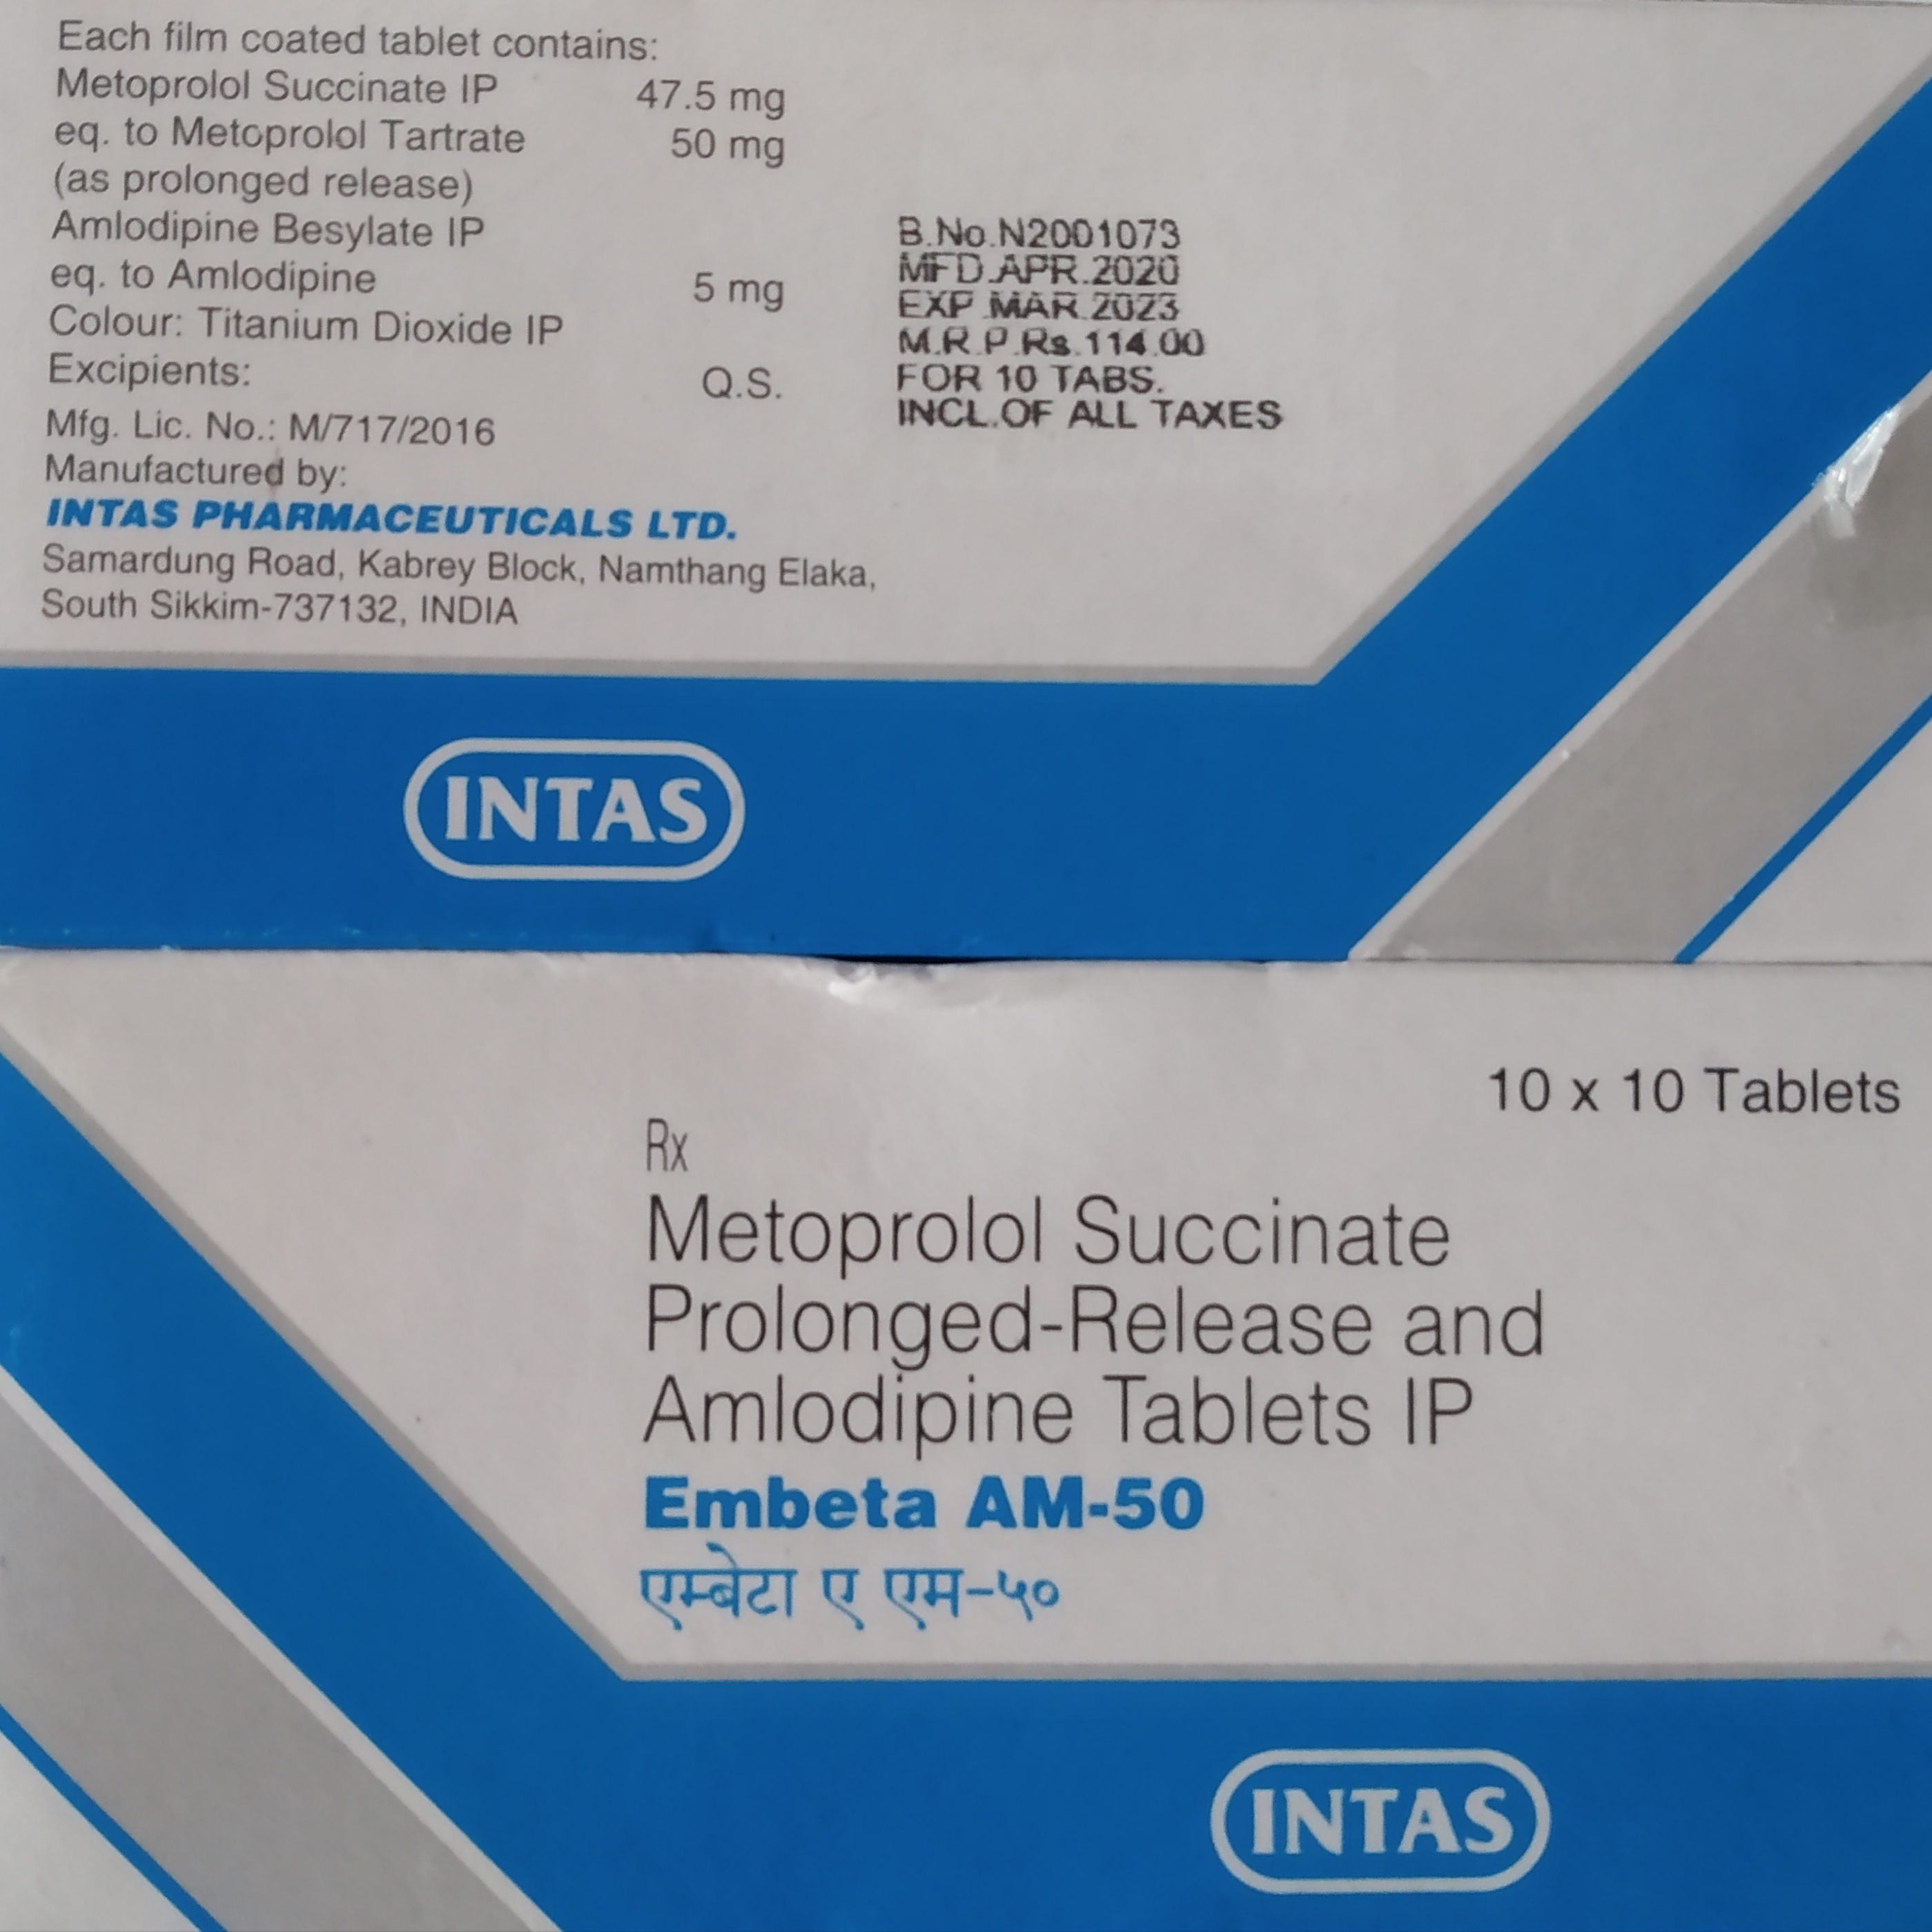 Each film coated tablet contains:
Metoprolol Succinate IP 47.5 mg
eq. to Metoprolol Tartrate 50 mg
(as prolonged release)
Amlodipine Besylate IP
eq. to Amlodipine 5 mg
Colour: Titanium Dioxide IP
Excipients: Q.S.
Mfg. Lic. No.: M/717/2016
Manufactured by:
INTAS PHARMACEUTICALS LTD.
Samardung Road, Kabrey Block, Namthang Elaka,
South Sikkim-737132, INDIA
B.No.N2001073
MFD.APR.2020
EXP.MAR.2023
M.R.P.Rs.114.00
FOR 10 TABS.
INCL.OF ALL TAXES
INTAS
10 x 10 Tablets
Rx
Metoprolol Succinate
Prolonged-Release and
Amlodipine Tablets IP
Embeta AM-50
एम्बेटा ए एम-५०
INTAS